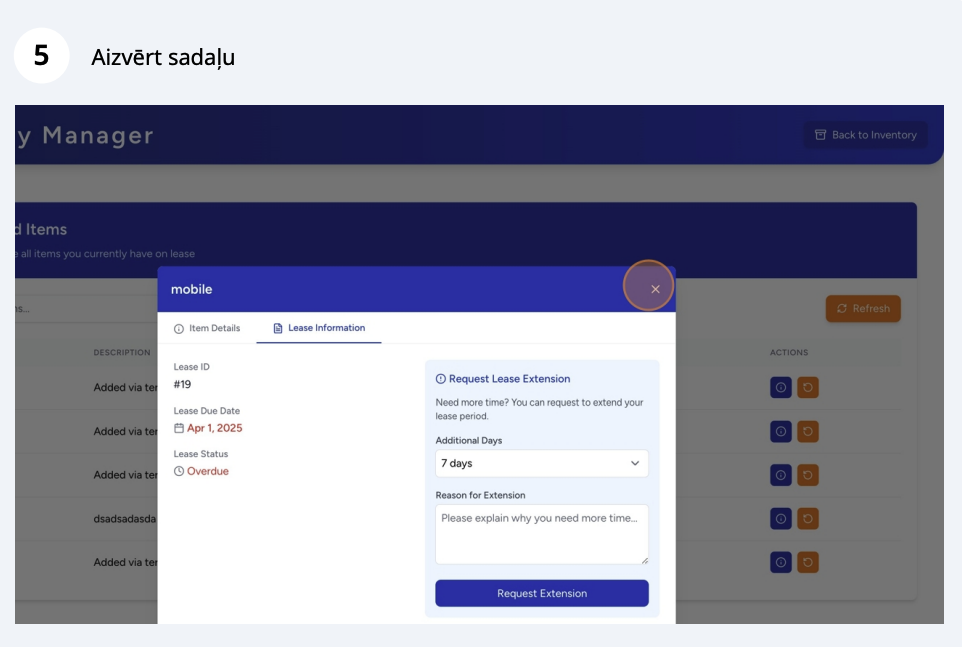 5
Aizvērt sadaļu
y Manager
Back to Inventory
d Items
all items you currently have on lease
mobile
Refresh
Item Details
Lease Information
DESCRIPTION
ACTIONS
Lease ID
#19
Lease Due Date
Apr 1, 2025
Lease Status
Overdue
Request Lease Extension
Need more time? You can request to extend your
lease period.
Additional Days
7 days
Reason for Extension
Please explain why you need more time...
Request Extension
Added via ter
Added via ter
Added via ter
dsadsadasda
Added via ter